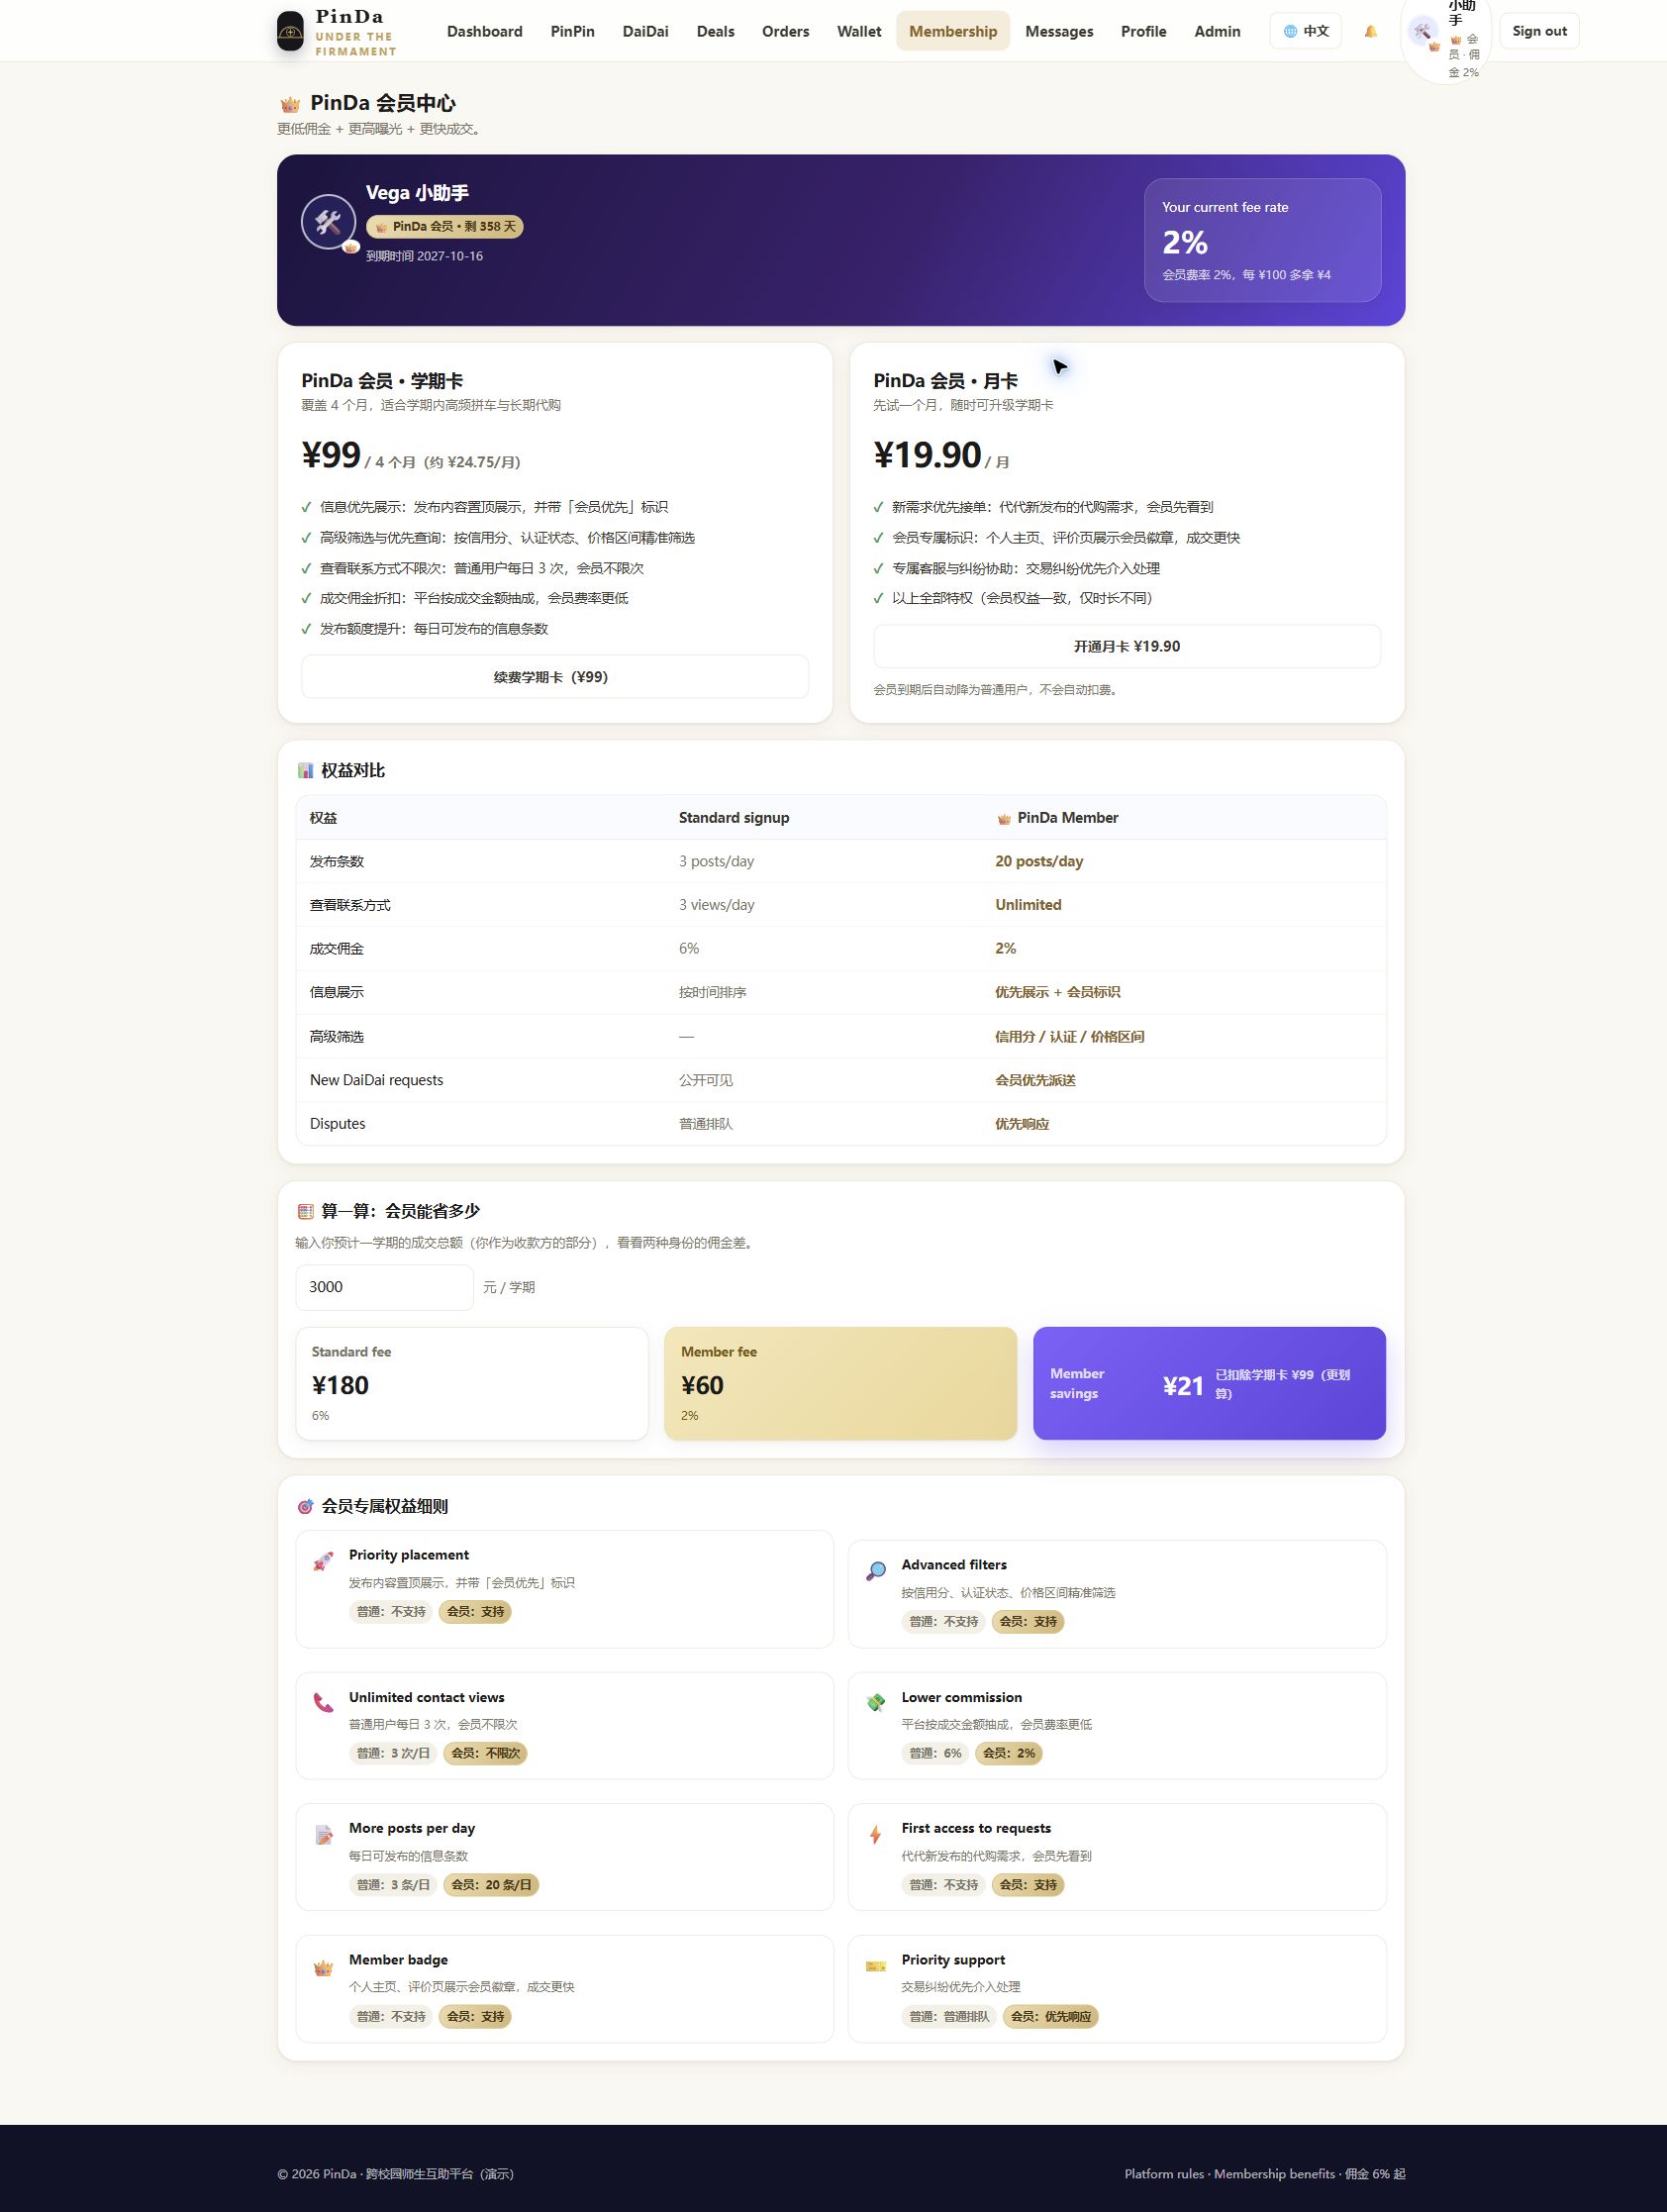 PinDa
UNDER THE
FIRMAMENT
Dashboard
PinPin
DaiDai
Deals
Orders
Wallet
Membership
Messages
Profile
Admin
中文
小助
手
会
员 · 佣
金 2%
Sign out
PinDa 会员中心
更低佣金 + 更高曝光 + 更快成交。
Vega 小助手
PinDa 会员 • 剩 358 天
到期时间 2027-10-16
Your current fee rate
2%
会员费率 2%，每 ¥100 多拿 ¥4
PinDa 会员 • 学期卡
覆盖 4 个月，适合学期内高频拼车与长期代购
¥99 / 4 个月（约 ¥24.75/月）
✓ 信息优先展示：发布内容置顶展示，并带「会员优先」标识
✓ 高级筛选与优先查询：按信用分、认证状态、价格区间精准筛选
✓ 查看联系方式不限次：普通用户每日 3 次，会员不限次
✓ 成交佣金折扣：平台按成交金额抽成，会员费率更低
✓ 发布额度提升：每日可发布的信息条数
续费学期卡（¥99）
PinDa 会员 • 月卡
先试一个月，随时可升级学期卡
¥19.90 / 月
✓ 新需求优先接单：代代新发布的代购需求，会员先看到
✓ 会员专属标识：个人主页、评价页展示会员徽章，成交更快
✓ 专属客服与纠纷协助：交易纠纷优先介入处理
✓ 以上全部特权（会员权益一致，仅时长不同）
开通月卡 ¥19.90
会员到期后自动降为普通用户，不会自动扣费。
权益对比
权益 Standard signup PinDa Member
发布条数 3 posts/day 20 posts/day
查看联系方式 3 views/day Unlimited
成交佣金 6% 2%
信息展示 按时间排序 优先展示 + 会员标识
高级筛选 — 信用分 / 认证 / 价格区间
New DaiDai requests 公开可见 会员优先派送
Disputes 普通排队 优先响应
算一算：会员能省多少
输入你预计一学期的成交总额（你作为收款方的部分），看看两种身份的佣金差。
3000 元 / 学期
Standard fee
¥180
6%
Member fee
¥60
2%
Member
savings
¥21
已扣除学期卡 ¥99（更划
算）
会员专属权益细则
Priority placement
发布内容置顶展示，并带「会员优先」标识
普通：不支持 会员：支持
Advanced filters
按信用分、认证状态、价格区间精准筛选
普通：不支持 会员：支持
Unlimited contact views
普通用户每日 3 次，会员不限次
普通：3 次/日 会员：不限次
Lower commission
平台按成交金额抽成，会员费率更低
普通：6% 会员：2%
More posts per day
每日可发布的信息条数
普通：3 条/日 会员：20 条/日
First access to requests
代代新发布的代购需求，会员先看到
普通：不支持 会员：支持
Member badge
个人主页、评价页展示会员徽章，成交更快
普通：不支持 会员：支持
Priority support
交易纠纷优先介入处理
普通：普通排队 会员：优先响应
© 2026 PinDa · 跨校园师生互助平台（演示）
Platform rules · Membership benefits · 佣金 6% 起